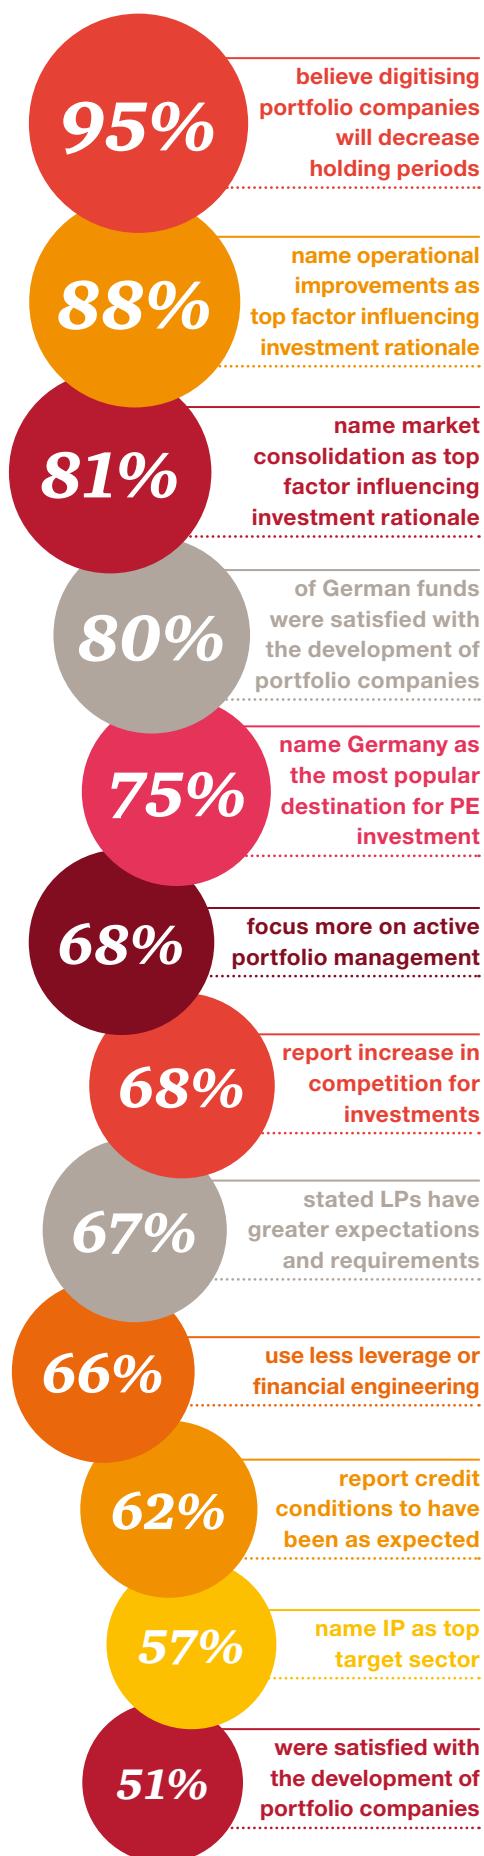 95%
believe digitising
portfolio companies
will decrease
holding periods
88%
name operational
improvements as
top factor influencing
investment rationale
81%
name market
consolidation as top
factor influencing
investment rationale
80%
of German funds
were satisfied with
the development of
portfolio companies
75%
name Germany as
the most popular
destination for PE
investment
68%
focus more on active
portfolio management
68%
report increase in
competition for
investments
67%
stated LPs have
greater expectations
and requirements
66%
use less leverage or
financial engineering
62%
report credit
conditions to have
been as expected
57%
name IP as top
target sector
51%
were satisfied with
the development of
portfolio companies